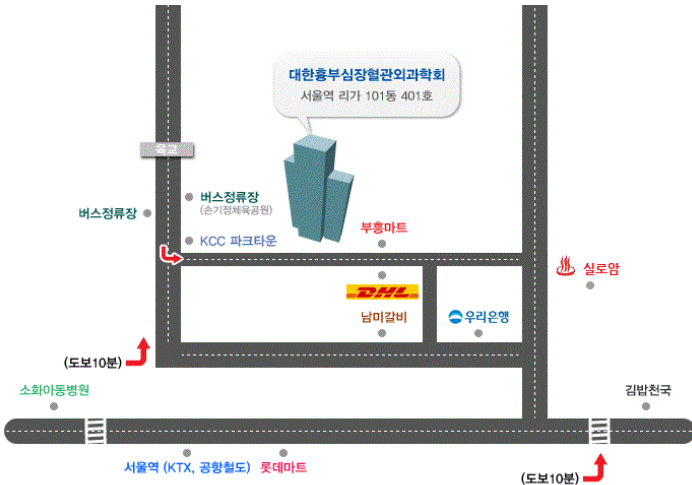 대한흉부심장혈관외과학회
서울역 리가 101동 401호
육교
버스정류장
(손기정체육공원)
버스정류장
KCC 파크타운
부흥마트
실로암
DHL
남미갈비
우리은행
(도보10분)
소화아동병원
김밥천국
서울역 (KTX, 공항철도)
롯데마트
(도보10분)